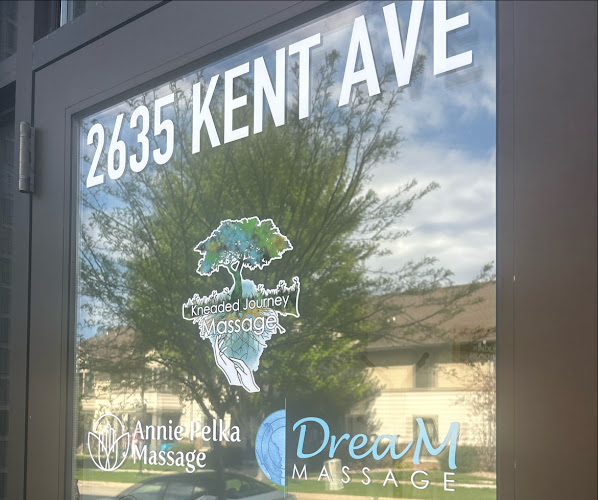 2635 KENT AVE
Kneaded Journey
Massage
Annie Pelka
Massage
DreaM
MASSAGE